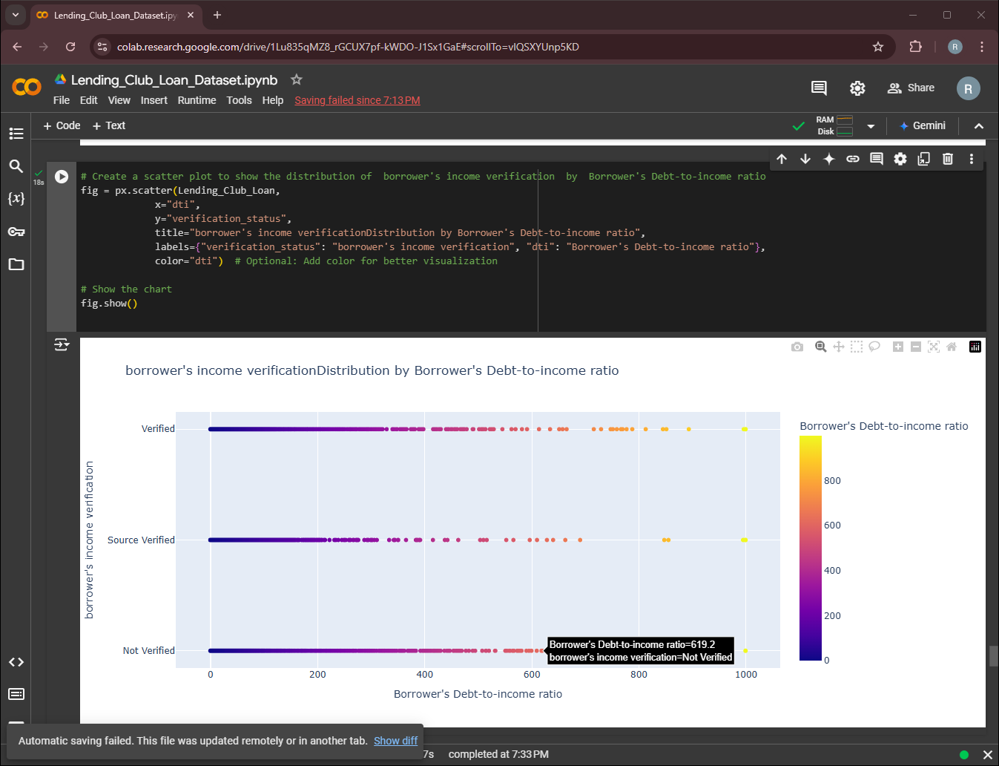 Lending_Club_Loan_Dataset.ipy
colab.research.google.com/drive/1Lu835qMZ8_rGCUX7pf-kWDO-J1Sx1GaE#scrollTo=vIQSXYUnp5KD
R
Lending_Club_Loan_Dataset.ipynb
File Edit View Insert Runtime Tools Help Saving failed since 7:13 PM
Share
R
+ Code + Text
RAM
Disk
Gemini
{x}
18s
# Create a scatter plot to show the distribution of  borrower's income verification  by  Borrower's Debt-to-income ratio
fig = px.scatter(Lending_Club_Loan,
x="dti",
y="verification_status",
title="borrower's income verificationDistribution by Borrower's Debt-to-income ratio",
labels={"verification_status": "borrower's income verification", "dti": "Borrower's Debt-to-income ratio"},
color="dti")  # Optional: Add color for better visualization
# Show the chart
fig.show()
borrower's income verificationDistribution by Borrower's Debt-to-income ratio
borrower's income verification
Verified
Source Verified
Not Verified
Borrower's Debt-to-income ratio=619.2
borrower's income verification=Not Verified
0 200 400 600 800 1000
Borrower's Debt-to-income ratio
Borrower's Debt-to-income ratio
800
600
400
200
0
Automatic saving failed. This file was updated remotely or in another tab. Show diff
7s completed at 7:33 PM